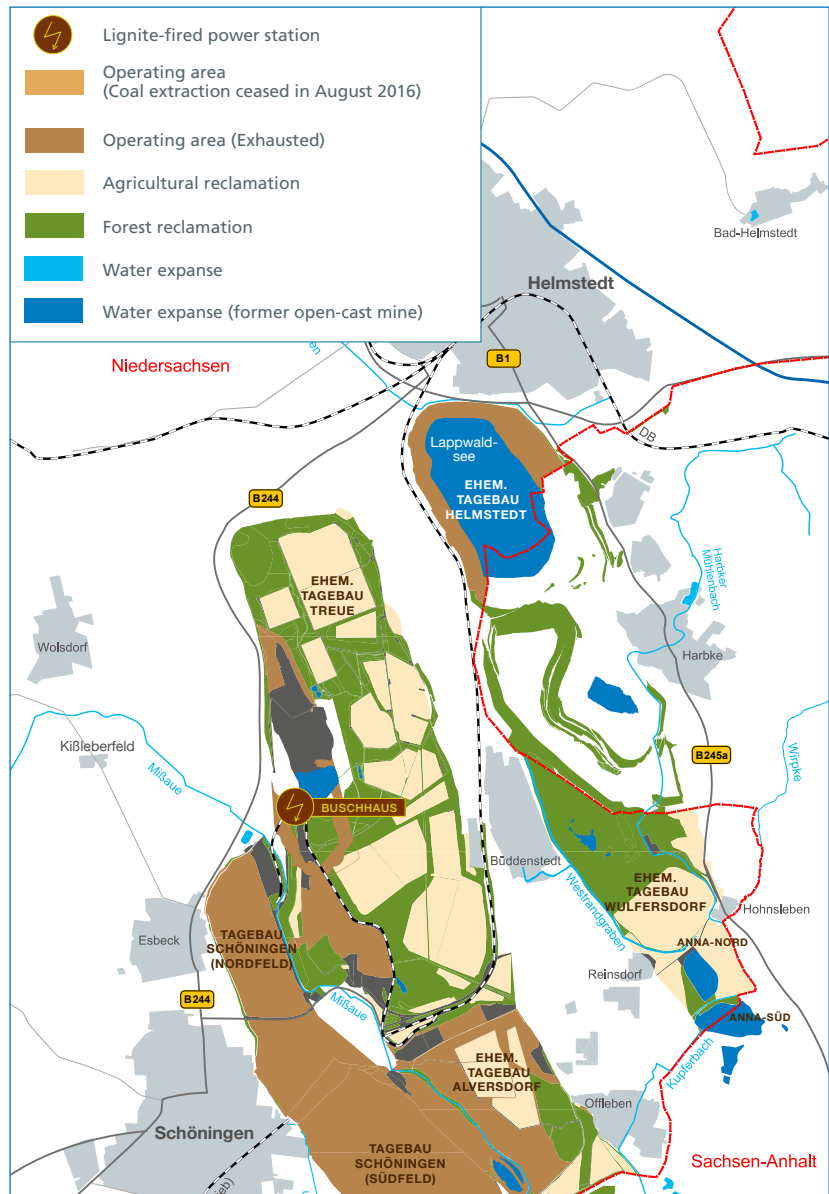 Lignite-fired power station
Operating area
(Coal extraction ceased in August 2016)
Operating area (Exhausted)
Agricultural reclamation
Forest reclamation
Water expanse
Water expanse (former open-cast mine)
Bad-Helmstedt
Helmstedt
Niedersachsen
en
B1
DB
Lappwald-
see
EHEM.
TAGEBAU
HELMSTEDT
B244
EHEM.
TAGEBAU
TREUE
Harbker
Mühlenbach
Wolsdorf
Harbke
Kißleberfeld
Mißaue
B245a
Wirpke
BUSCHHAUS
Büddenstedt
Westrandgraben
EHEM.
TAGEBAU
WULFERSDORF
Hohnsleben
Esbeck
TAGEBAU
SCHÖNINGEN
(NORDFELD)
ANNA-NORD
Reinsdorf
B244
Mißaue
ANNA-SÜD
EHEM.
TAGEBAU
ALVERSDORF
Kupferbach
Offleben
Schöningen
TAGEBAU
SCHÖNINGEN
(SÜDFELD)
Sachsen-Anhalt
ieb)